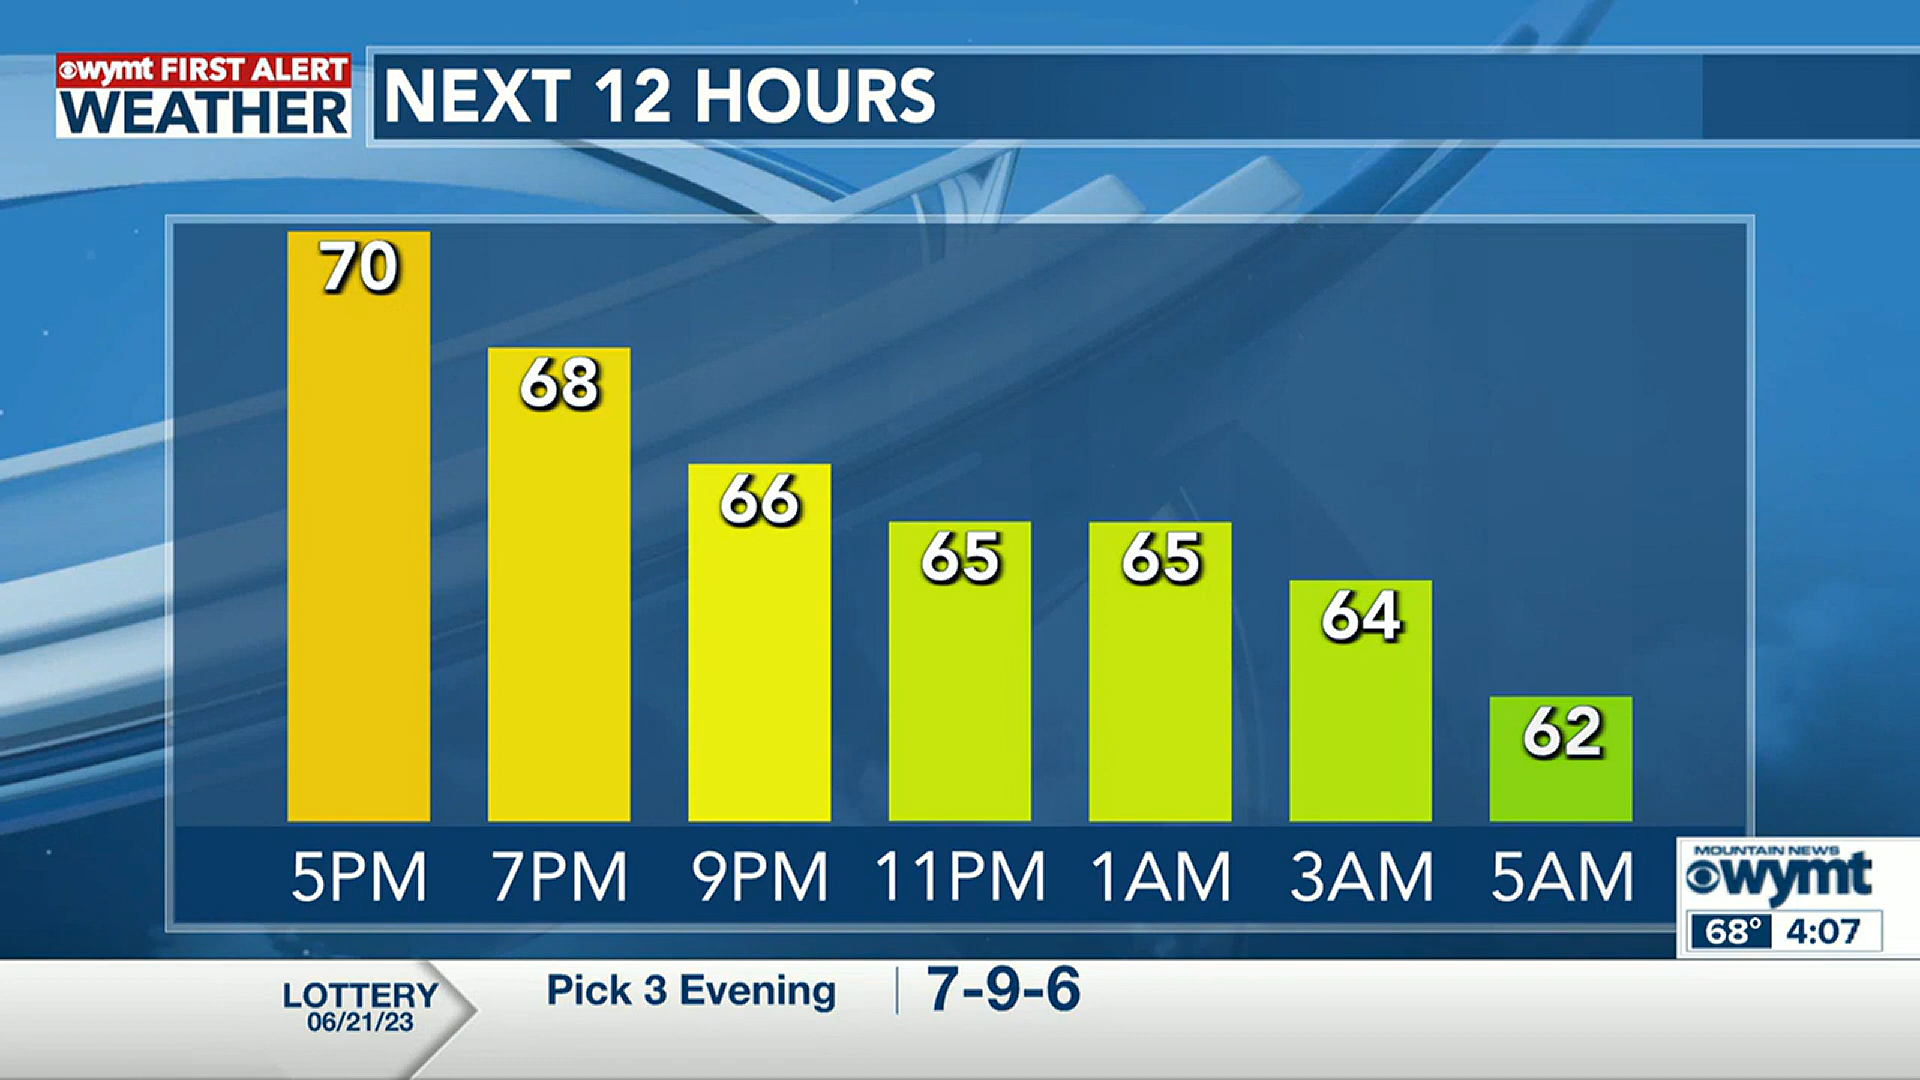 wymt FIRST ALERT
WEATHER
NEXT 12 HOURS
70
68
66
65
65
64
62
5PM
7PM
9PM
11PM
1AM
3AM
5AM
MOUNTAIN NEWS
wymt
68° 4:07
LOTTERY
06/21/23
Pick 3 Evening
7-9-6